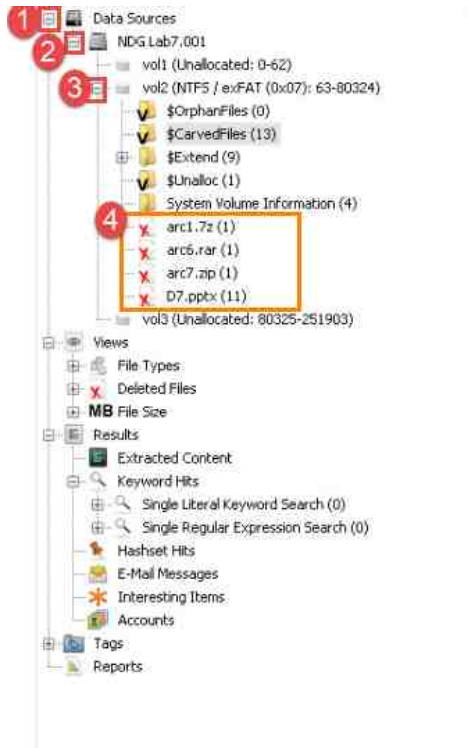 1 Data Sources
2 NDG Lab7.001
vol1 (Unallocated: 0-62)
3 vol2 (NTFS / exFAT (0x07): 63-80324)
$OrphanFiles (0)
$CarvedFiles (13)
$Extend (9)
$Unalloc (1)
System Volume Information (4)
4 arc1.7z (1)
arc6.rar (1)
arc7.zip (1)
D7.pptx (11)
vol3 (Unallocated: 80325-251903)
Views
File Types
Deleted Files
MB File Size
Results
Extracted Content
Keyword Hits
Single Literal Keyword Search (0)
Single Regular Expression Search (0)
Hashset Hits
E-Mail Messages
Interesting Items
Accounts
Tags
Reports